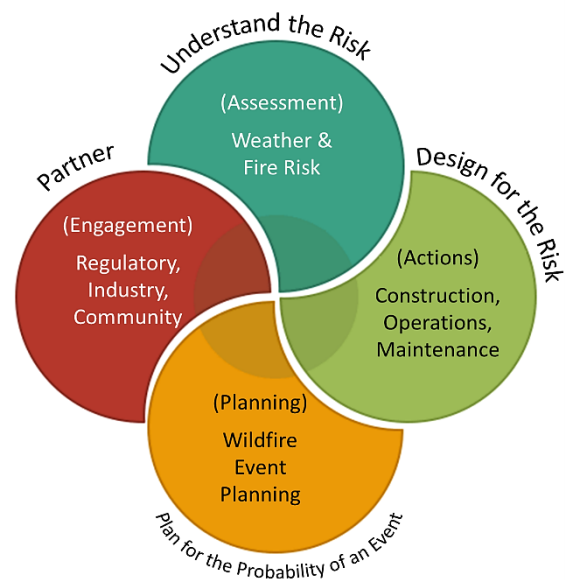 Understand the Risk
(Assessment)
Weather &
Fire Risk
Partner
(Engagement)
Regulatory,
Industry,
Community
Design for the Risk
(Actions)
Construction,
Operations,
Maintenance
(Planning)
Wildfire
Event
Planning
Plan for the Probability of an Event